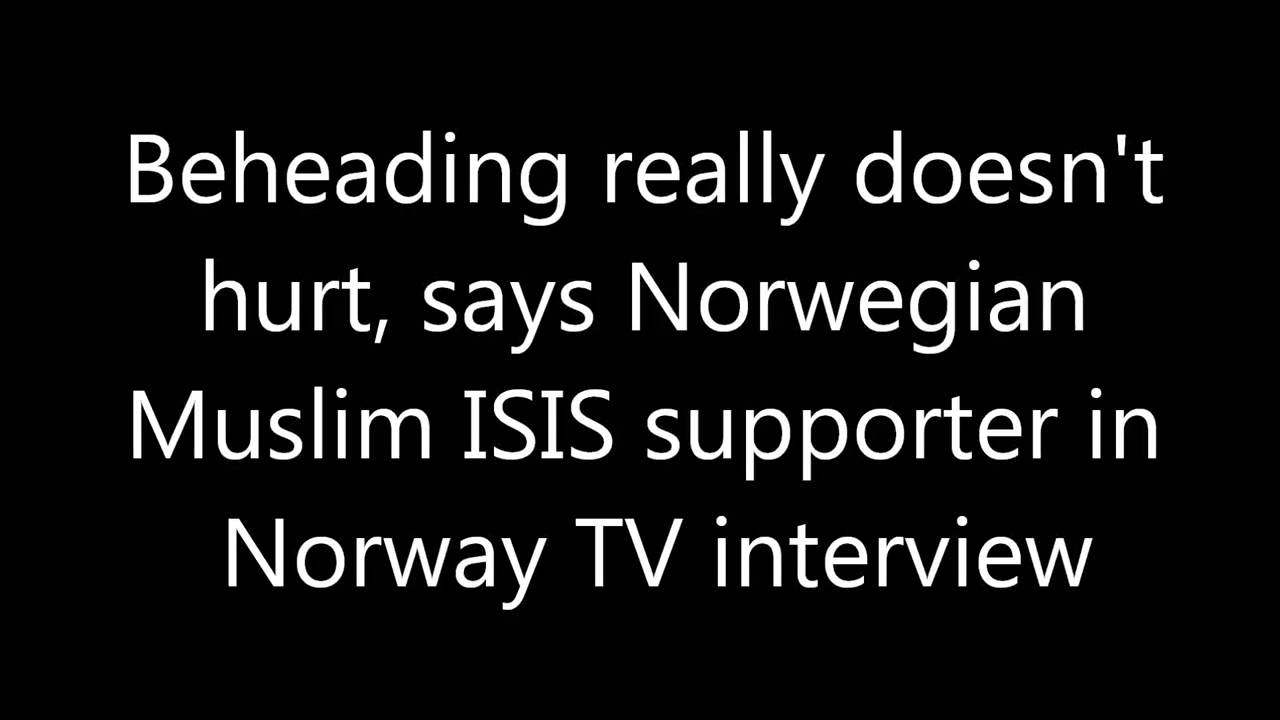 Beheading really doesn't
hurt, says Norwegian
Muslim ISIS supporter in
Norway TV interview